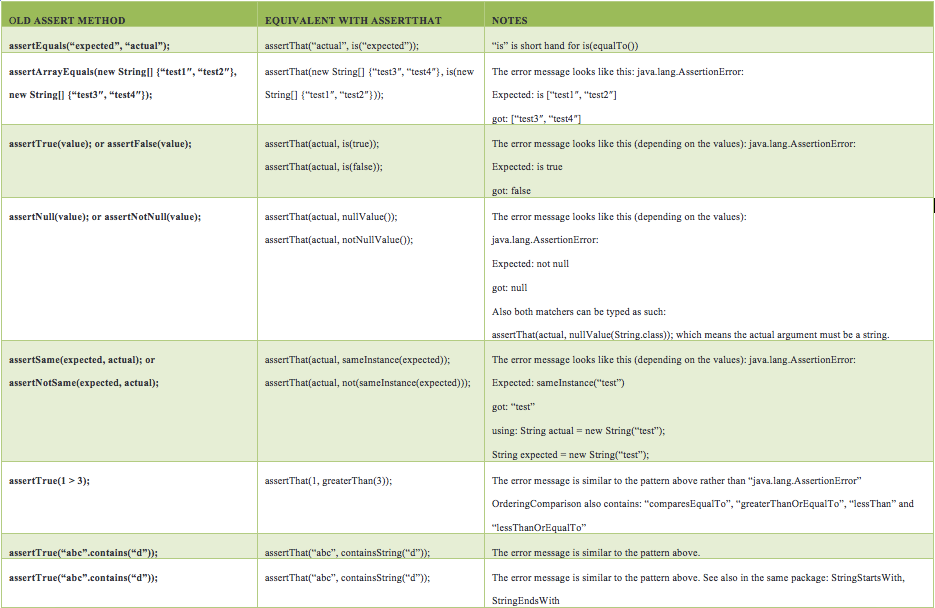 OLD ASSERT METHOD
EQUIVALENT WITH ASSERTTHAT
NOTES
assertEquals(“expected”, “actual”);
assertThat(“actual”, is(“expected”));
“is” is short hand for is(equalTo())
assertArrayEquals(new String[] {“test1″, “test2″},
new String[] {“test3″, “test4″});
assertThat(new String[] {“test3″, “test4″}, is(new
String[] {“test1″, “test2″}));
The error message looks like this: java.lang.AssertionError:
Expected: is [“test1″, “test2″]
got: [“test3″, “test4″]
assertTrue(value); or assertFalse(value);
assertThat(actual, is(true));
assertThat(actual, is(false));
The error message looks like this (depending on the values): java.lang.AssertionError:
Expected: is true
got: false
assertNull(value); or assertNotNull(value);
assertThat(actual, nullValue());
assertThat(actual, notNullValue());
The error message looks like this (depending on the values):
java.lang.AssertionError:
Expected: not null
got: null
Also both matchers can be typed as such:
assertThat(actual, nullValue(String.class)); which means the actual argument must be a string.
assertSame(expected, actual); or
assertNotSame(expected, actual);
assertThat(actual, sameInstance(expected));
assertThat(actual, not(sameInstance(expected)));
The error message looks like this (depending on the values): java.lang.AssertionError:
Expected: sameInstance(“test”)
got: “test”
using: String actual = new String(“test”);
String expected = new String(“test”);
assertTrue(1 > 3);
assertThat(1, greaterThan(3));
The error message is similar to the pattern above rather than “java.lang.AssertionError”
OrderingComparison also contains: “comparesEqualTo”, “greaterThanOrEqualTo”, “lessThan” and
“lessThanOrEqualTo”
assertTrue(“abc”.contains(“d”));
assertThat(“abc”, containsString(“d”));
The error message is similar to the pattern above.
assertTrue(“abc”.contains(“d”));
assertThat(“abc”, containsString(“d”));
The error message is similar to the pattern above. See also in the same package: StringStartsWith,
StringEndsWith